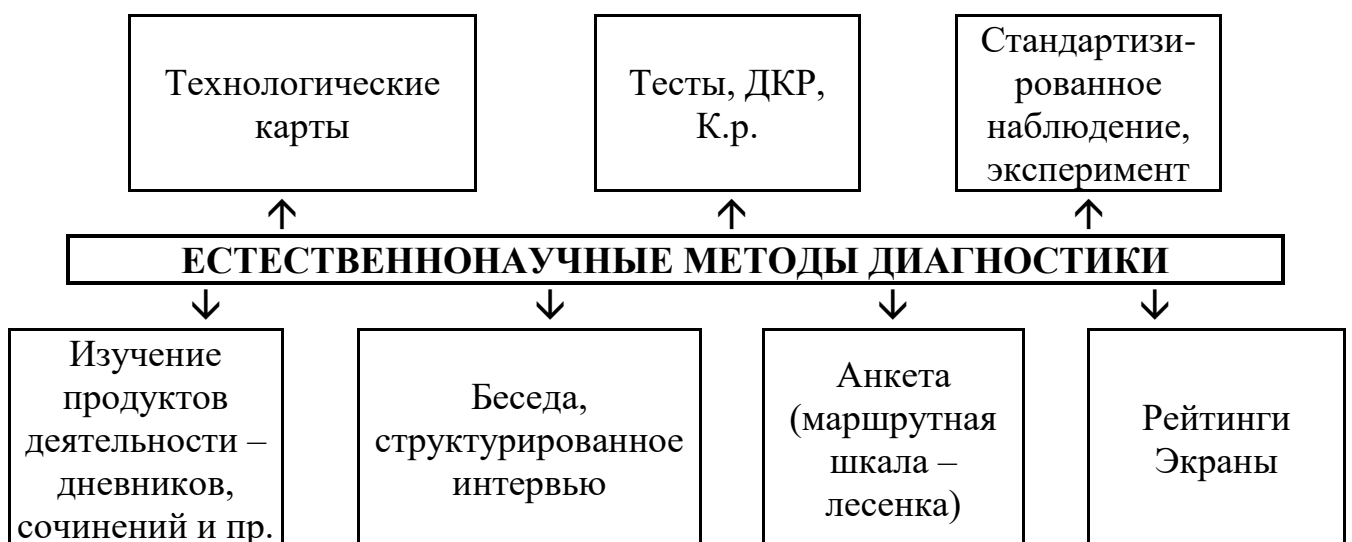 Технологические
карты
Тесты, ДКР,
К.р.
Стандартизи-
рованное
наблюдение,
эксперимент
ЕСТЕСТВЕННОНАУЧНЫЕ МЕТОДЫ ДИАГНОСТИКИ
Изучение
продуктов
деятельности –
дневников,
сочинений и пр.
Беседа,
структурированное
интервью
Анкета
(маршрутная
шкала –
лесенка)
Рейтинги
Экраны